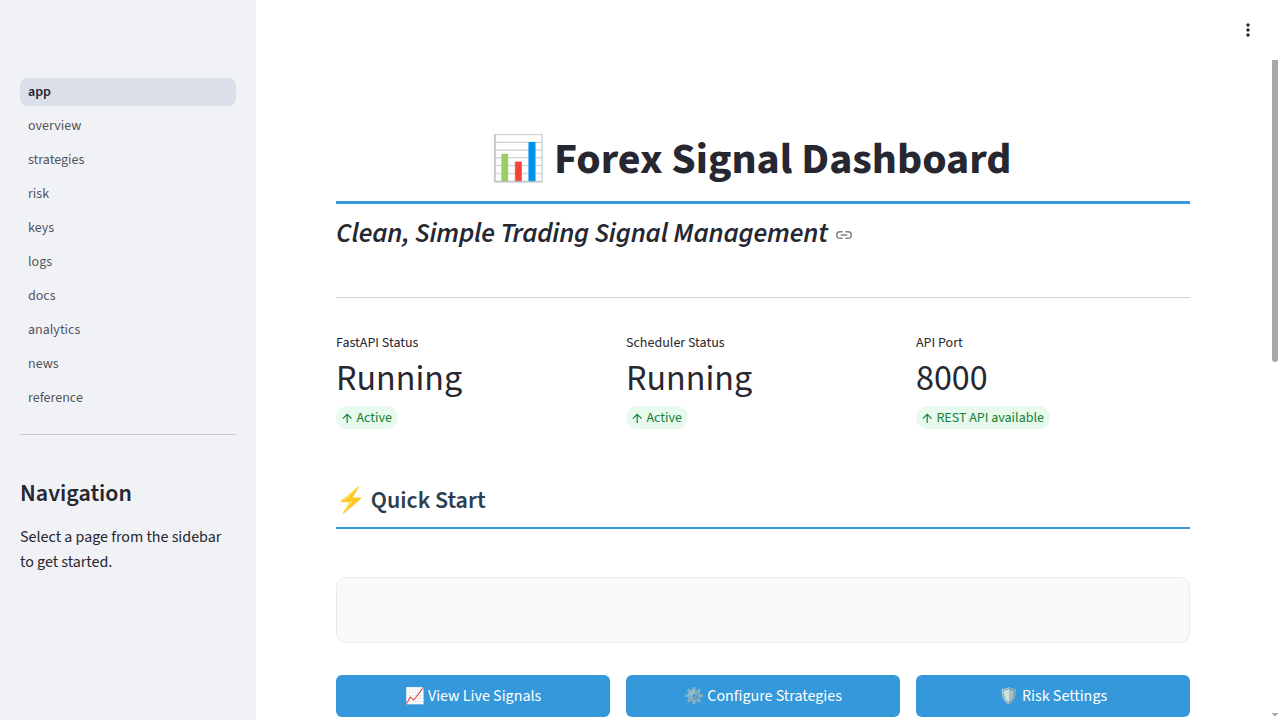 app
overview
strategies
risk
keys
logs
docs
analytics
news
reference
Navigation
Select a page from the sidebar
to get started.
📊 Forex Signal Dashboard
Clean, Simple Trading Signal Management
FastAPI Status
Running
↑ Active
Scheduler Status
Running
↑ Active
API Port
8000
↑ REST API available
⚡ Quick Start
📈 View Live Signals
⚙️ Configure Strategies
🛡️ Risk Settings